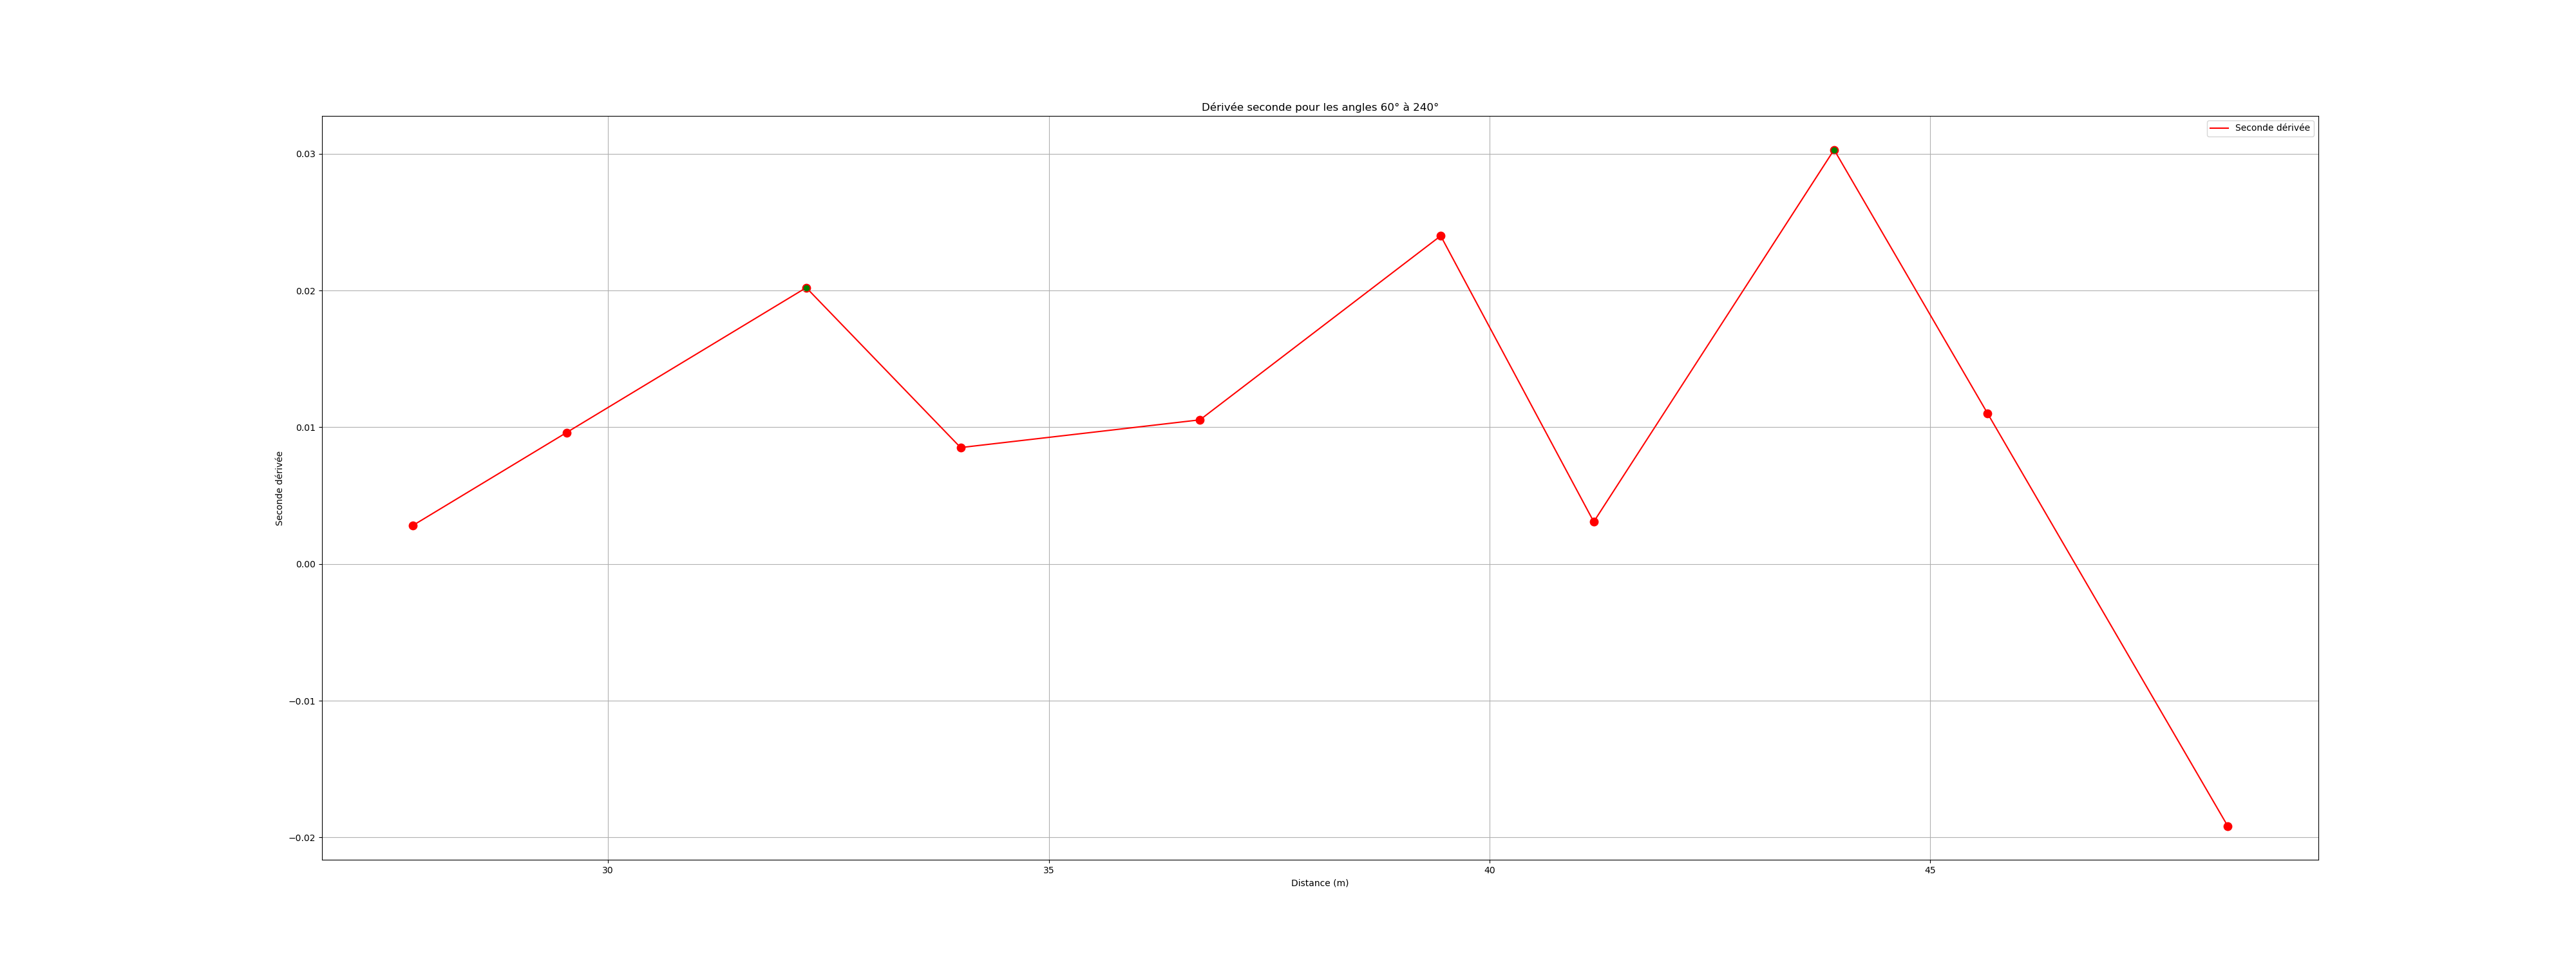 Dérivée seconde pour les angles 60° à 240°
Seconde dérivée
0.03
0.02
0.01
0.00
−0.01
−0.02
Seconde dérivée
30
35
40
45
Distance (m)